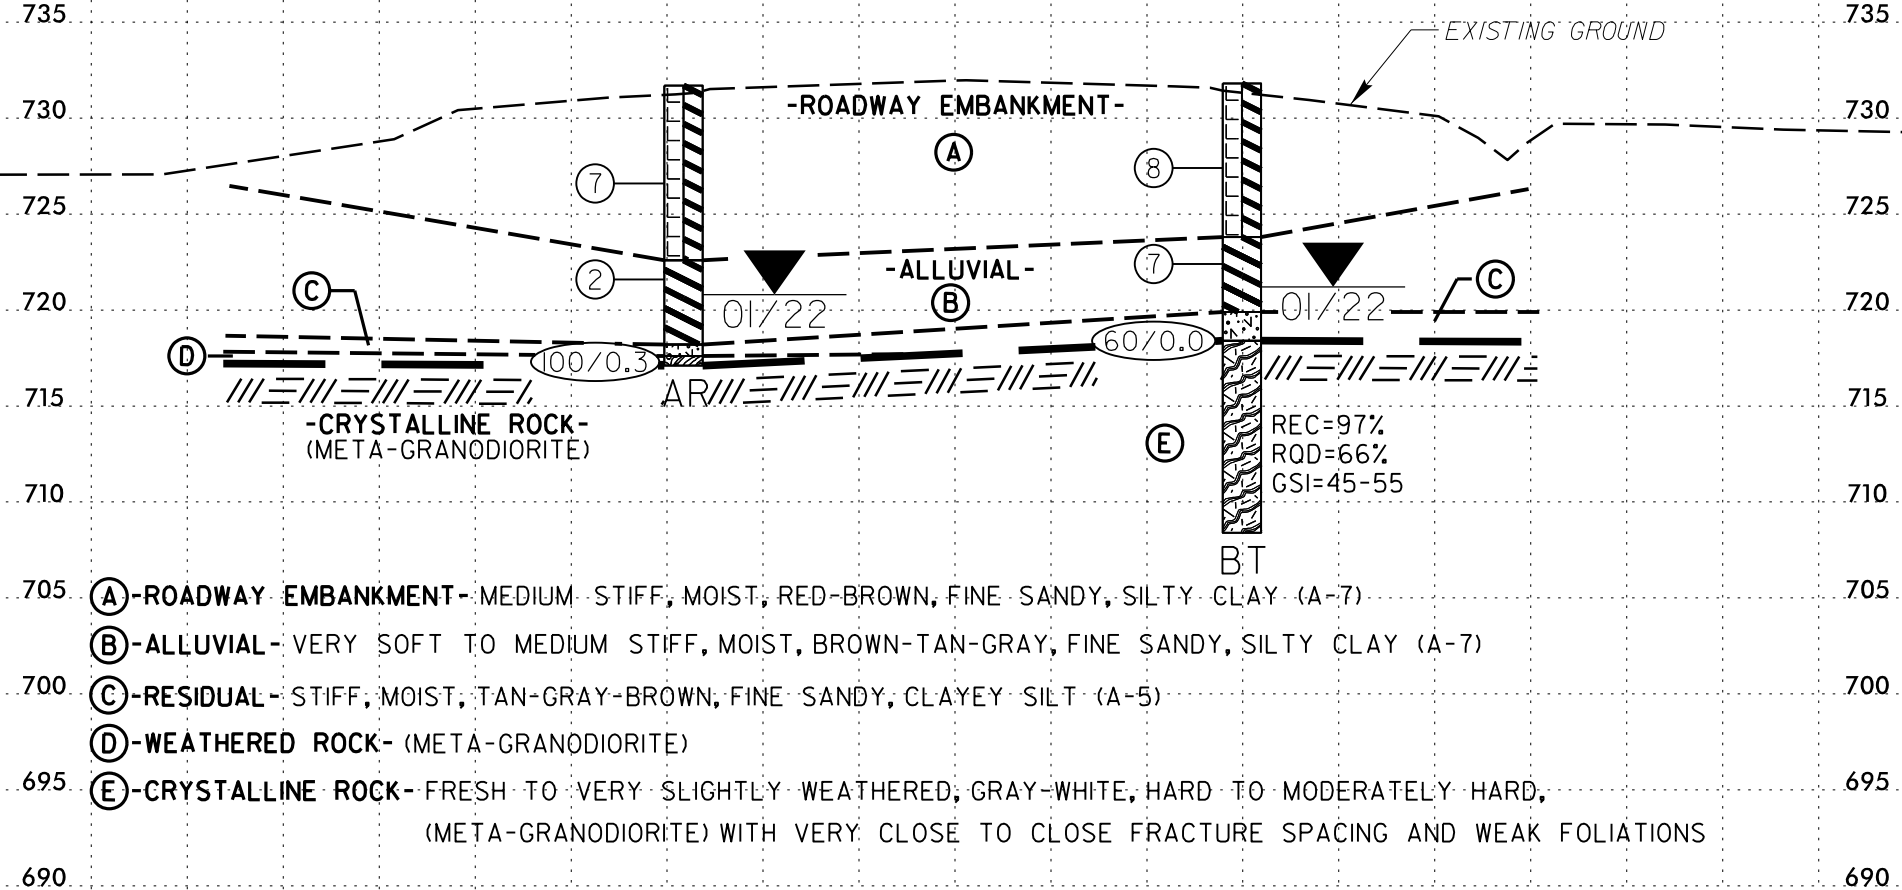 735 735
EXISTING GROUND
730 -ROADWAY EMBANKMENT- 730
A
7 8
725 725
-ALLUVIAL-
2 7
C B C
720 01/22 01/22 720
D 100/0.3 60/0.0
715 AR 715
-CRYSTALLINE ROCK-
(META-GRANODIORITE)
E REC=97%
RQD=66%
GSI=45-55
710 710
BT
705 A -ROADWAY EMBANKMENT- MEDIUM STIFF, MOIST, RED-BROWN, FINE SANDY, SILTY CLAY (A-7) 705
B -ALLUVIAL- VERY SOFT TO MEDIUM STIFF, MOIST, BROWN-TAN-GRAY, FINE SANDY, SILTY CLAY (A-7)
700 C -RESIDUAL- STIFF, MOIST, TAN-GRAY-BROWN, FINE SANDY, CLAYEY SILT (A-5) 700
D -WEATHERED ROCK- (META-GRANODIORITE)
695 E -CRYSTALLINE ROCK- FRESH TO VERY SLIGHTLY WEATHERED, GRAY-WHITE, HARD TO MODERATELY HARD, 695
(META-GRANODIORITE) WITH VERY CLOSE TO CLOSE FRACTURE SPACING AND WEAK FOLIATIONS
690 690